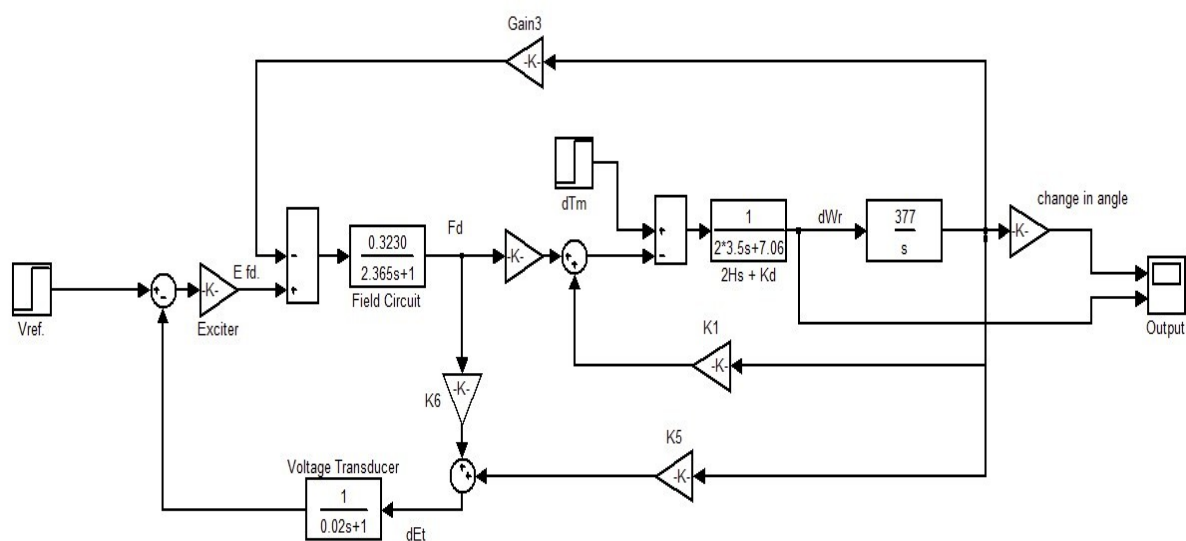 Gain3
-K-
dTm
change in angle
-K-
Fd
-K-
1
2*3.5s+7.06
2Hs + Kd
dWr
377
s
0.3230
2.365s+1
Field Circuit
E fd.
-K-
Exciter
Vref.
Output
K1
-K-
K6
-K-
K5
-K-
Voltage Transducer
1
0.02s+1
dEt